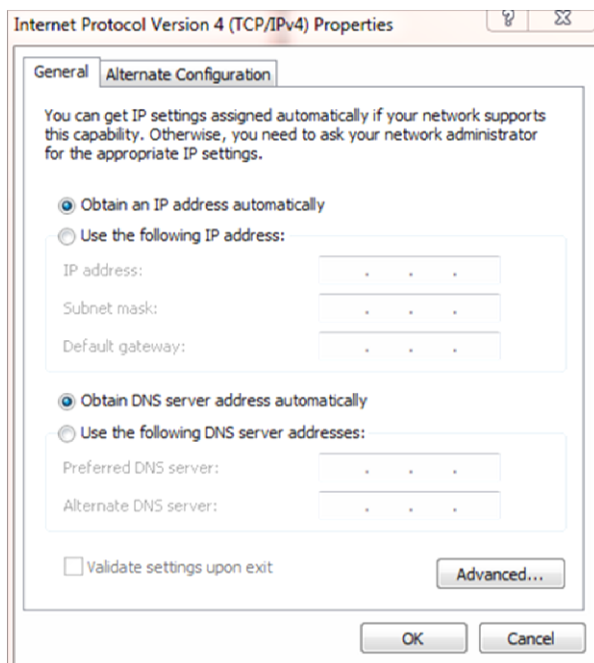 Internet Protocol Version 4 (TCP/IPv4) Properties
General
Alternate Configuration
You can get IP settings assigned automatically if your network supports
this capability. Otherwise, you need to ask your network administrator
for the appropriate IP settings.
Obtain an IP address automatically
Use the following IP address:
IP address:
Subnet mask:
Default gateway:
Obtain DNS server address automatically
Use the following DNS server addresses:
Preferred DNS server:
Alternate DNS server:
Validate settings upon exit
Advanced...
OK
Cancel